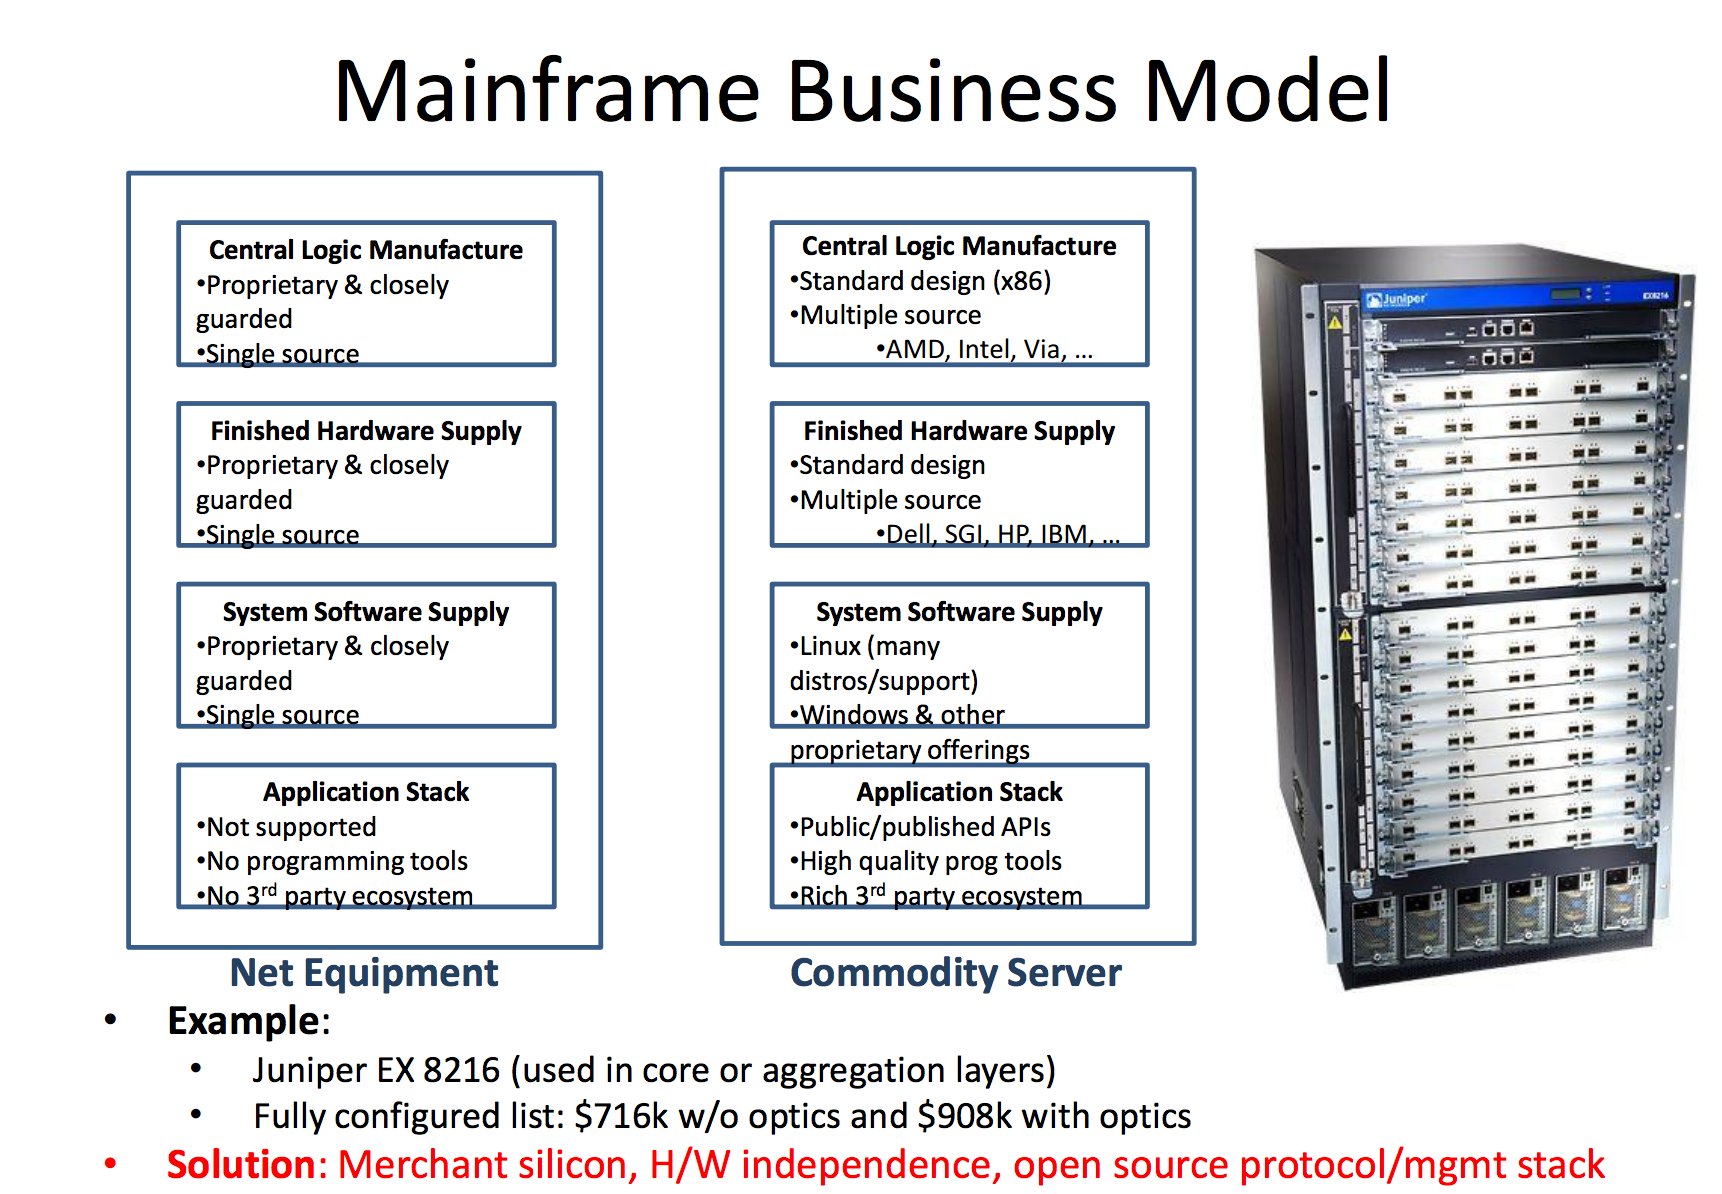 Mainframe Business Model
Central Logic Manufacture
•Proprietary & closely
guarded
•Single source
Finished Hardware Supply
•Proprietary & closely
guarded
•Single source
System Software Supply
•Proprietary & closely
guarded
•Single source
Application Stack
•Not supported
•No programming tools
•No 3rd party ecosystem
Net Equipment
Central Logic Manufacture
•Standard design (x86)
•Multiple source
•AMD, Intel, Via, ...
Finished Hardware Supply
•Standard design
•Multiple source
•Dell, SGI, HP, IBM, ...
System Software Supply
•Linux (many
distros/support)
•Windows & other
proprietary offerings
Application Stack
•Public/published APIs
•High quality prog tools
•Rich 3rd party ecosystem
Commodity Server
Juniper
EX8216
• Example:
• Juniper EX 8216 (used in core or aggregation layers)
• Fully configured list: $716k w/o optics and $908k with optics
• Solution: Merchant silicon, H/W independence, open source protocol/mgmt stack